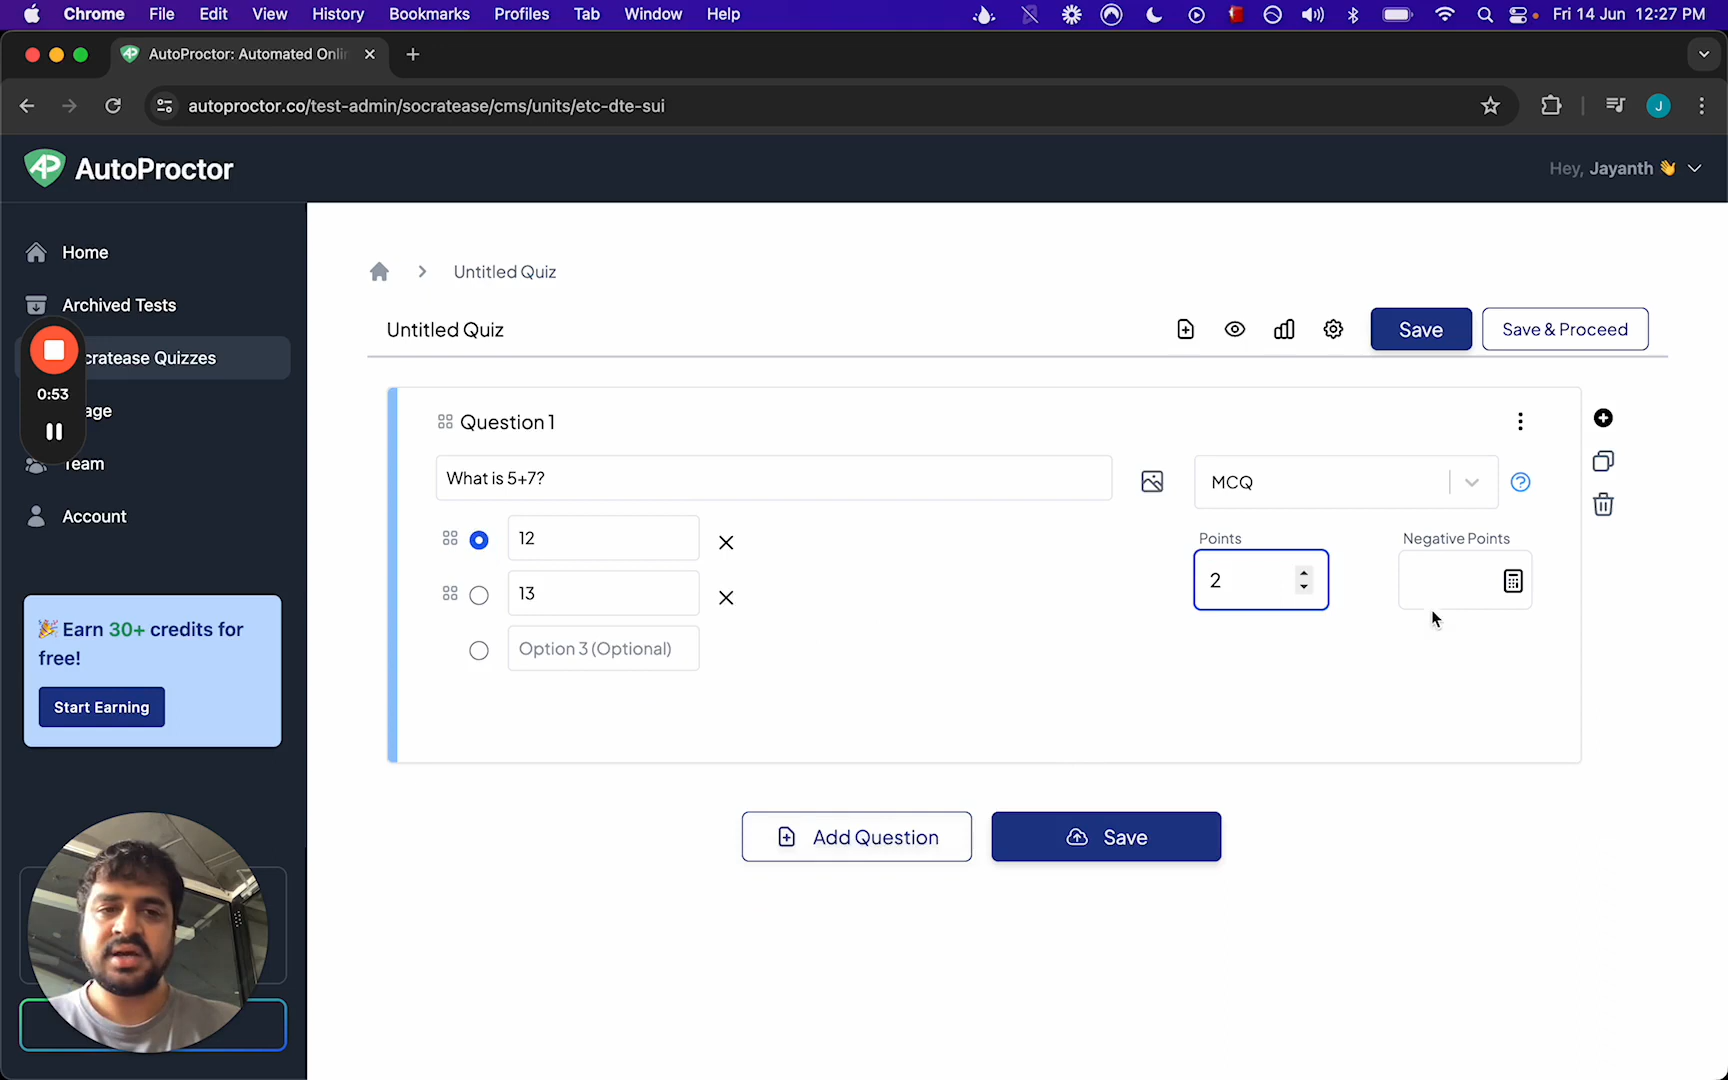 Chrome File Edit View History Bookmarks Profiles Tab Window Help Fri 14 Jun 12:27 PM
AutoProctor: Automated Onli
autoproctor.co/test-admin/socratease/cms/units/etc-dte-sui J
AP AutoProctor Hey, Jayanth 👋
Home
Archived Tests
cratease Quizzes
0:53
age
Team
Account
🎉 Earn 30+ credits for
free!
Start Earning
Untitled Quiz
Untitled Quiz
Save
Save & Proceed
Question 1
What is 5+7?
MCQ
12
Points
Negative Points
2
13
Option 3 (Optional)
Add Question
Save